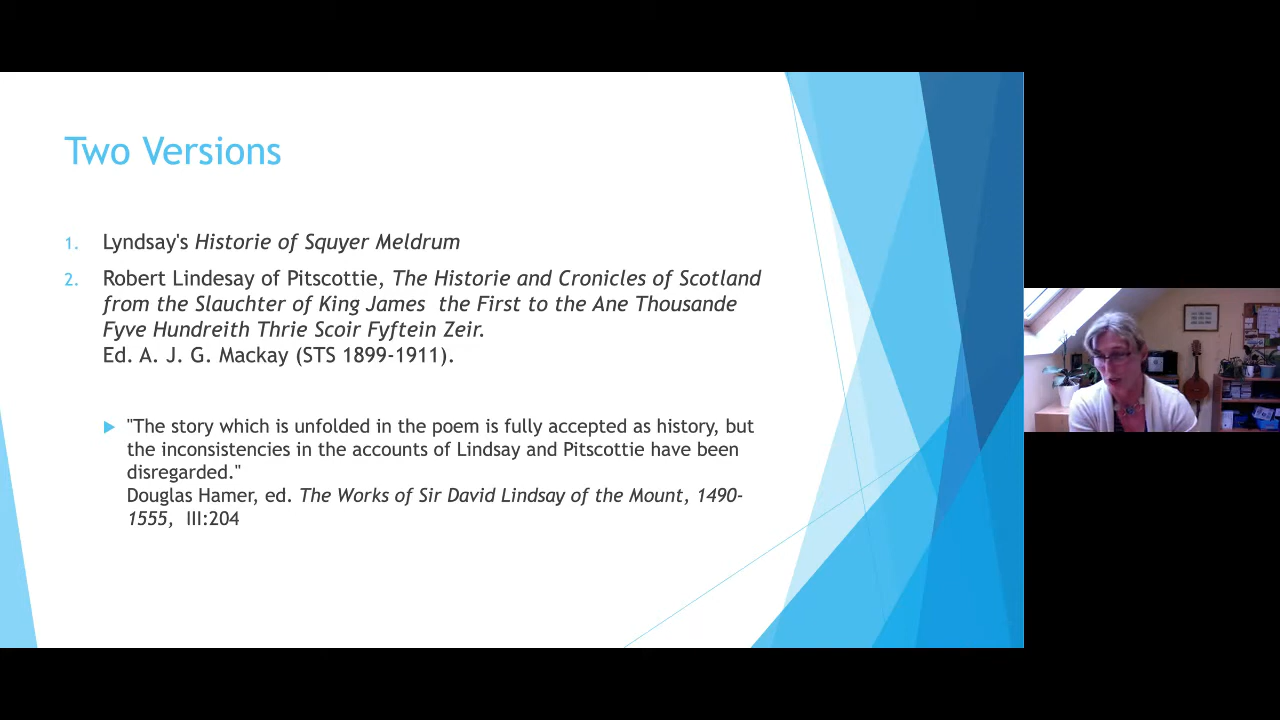 Two Versions
1. Lyndsay's Historie of Squyer Meldrum
2. Robert Lindesay of Pitscottie, The Historie and Cronicles of Scotland
from the Slauchter of King James  the First to the Ane Thousande
Fyve Hundreith Thrie Scoir Fyftein Zeir.
Ed. A. J. G. Mackay (STS 1899-1911).
"The story which is unfolded in the poem is fully accepted as history, but
the inconsistencies in the accounts of Lindsay and Pitscottie have been
disregarded."
Douglas Hamer, ed. The Works of Sir David Lindsay of the Mount, 1490-
1555,  III:204